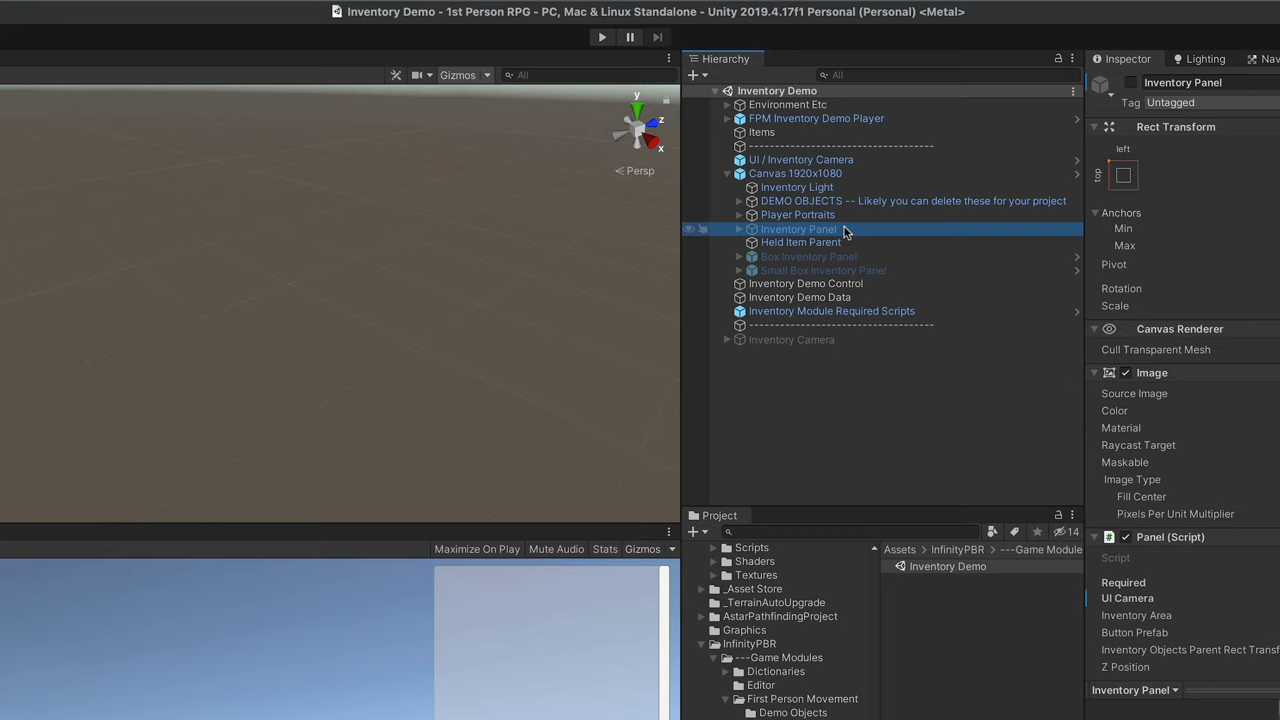 Inventory Demo - 1st Person RPG - PC, Mac & Linux Standalone - Unity 2019.4.17f1 Personal (Personal) <Metal>
Hierarchy
Inspector
Lighting
Nav
Gizmos
All
All
Inventory Panel
Tag Untagged
Inventory Demo
Environment Etc
FPM Inventory Demo Player
Items
----------------------------------
UI / Inventory Camera
Canvas 1920x1080
Inventory Light
DEMO OBJECTS -- Likely you can delete these for your project
Player Portraits
Inventory Panel
Held Item Parent
Box Inventory Panel
Small Box Inventory Panel
Inventory Demo Control
Inventory Demo Data
Inventory Module Required Scripts
----------------------------------
Inventory Camera
y
z
x
Persp
Rect Transform
left
top
Anchors
Min
Max
Pivot
Rotation
Scale
Canvas Renderer
Cull Transparent Mesh
Image
Source Image
Color
Material
Raycast Target
Maskable
Image Type
Fill Center
Pixels Per Unit Multiplier
Panel (Script)
Script
Required
UI Camera
Inventory Area
Button Prefab
Inventory Objects Parent Rect Transf
Z Position
Inventory Panel
Project
14
Maximize On Play
Mute Audio
Stats
Gizmos
Scripts
Shaders
Textures
_Asset Store
_TerrainAutoUpgrade
AstarPathfindingProject
Graphics
InfinityPBR
---Game Modules
Dictionaries
Editor
First Person Movement
Demo Objects
Assets > InfinityPBR > ---Game Module
Inventory Demo